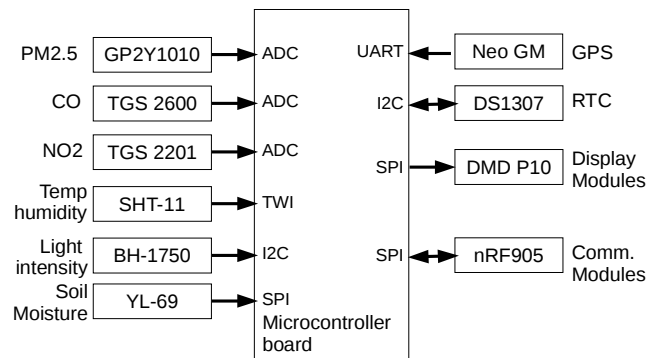 PM2.5 GP2Y1010 ADC UART Neo GM GPS
CO TGS 2600 ADC I2C DS1307 RTC
NO2 TGS 2201 ADC SPI DMD P10 Display
Modules
Temp
humidity SHT-11 TWI
Light
intensity BH-1750 I2C SPI nRF905 Comm.
Modules
Soil
Moisture YL-69 SPI
Microcontroller
board